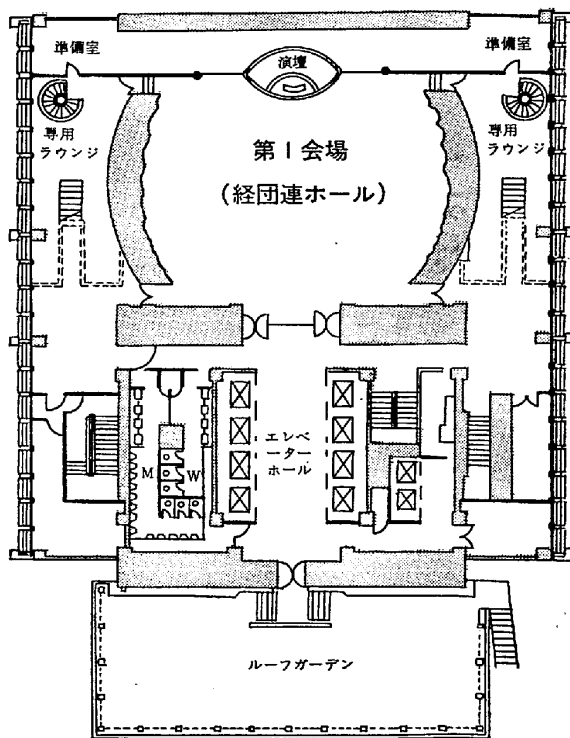 準備室
演壇
準備室
専用
ラウンジ
第1会場
(経団連ホール)
専用
ラウンジ
エレベ
ーター
ホール
M
W
ルーフガーデン